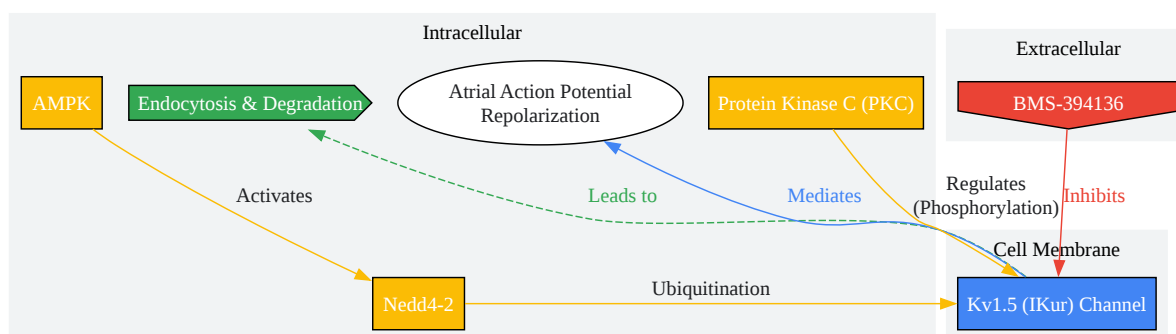 Intracellular
Extracellular
AMPK
Endocytosis & Degradation
Atrial Action Potential
Repolarization
Protein Kinase C (PKC)
BMS-394136
Activates
Leads to
Mediates
Regulates
(Phosphorylation)
Inhibits
Cell Membrane
Nedd4-2
Ubiquitination
Kv1.5 (IKur) Channel